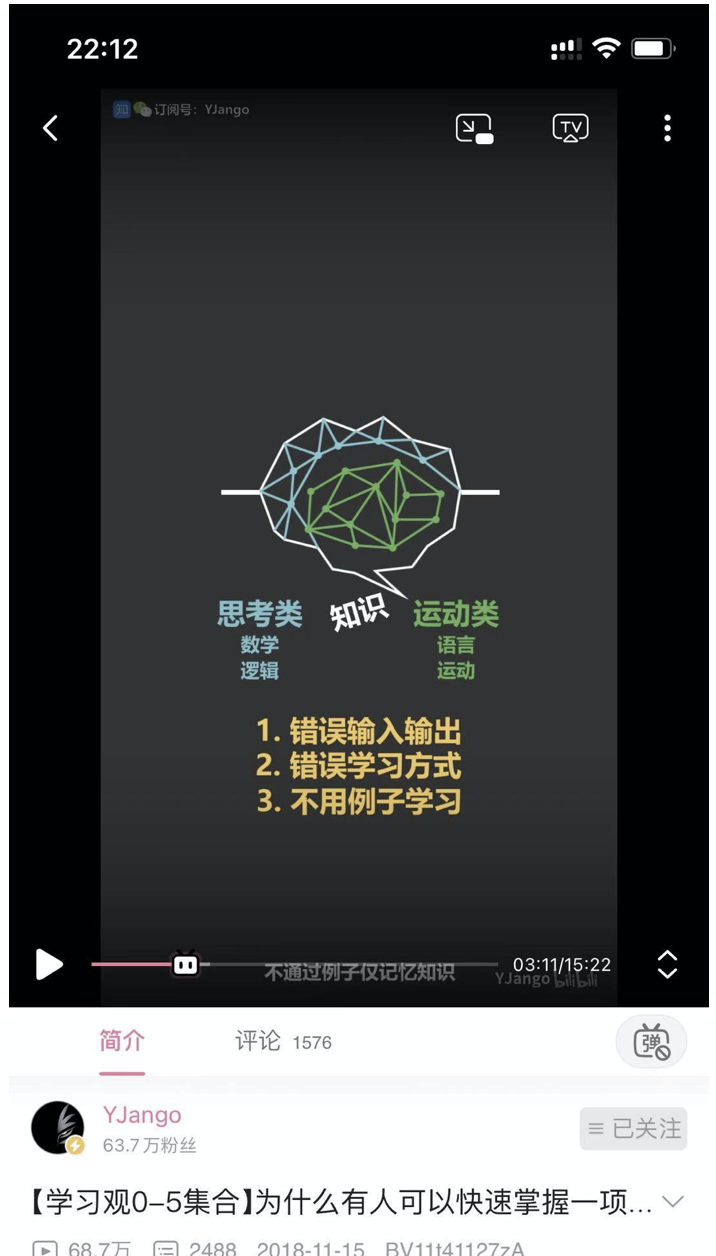 22:12
知 订阅号：YJango
TV
思考类 知识 运动类
数学 语言
逻辑 运动
1. 错误输入输出
2. 错误学习方式
3. 不用例子学习
不通过例子仅记忆知识
03:11/15:22
YJango bilibili
简介 评论 1576 弹
YJango
63.7万粉丝
已关注
【学习观0-5集合】为什么有人可以快速掌握一项...
68.7万 2488 2018-11-15 BV11t41127zA